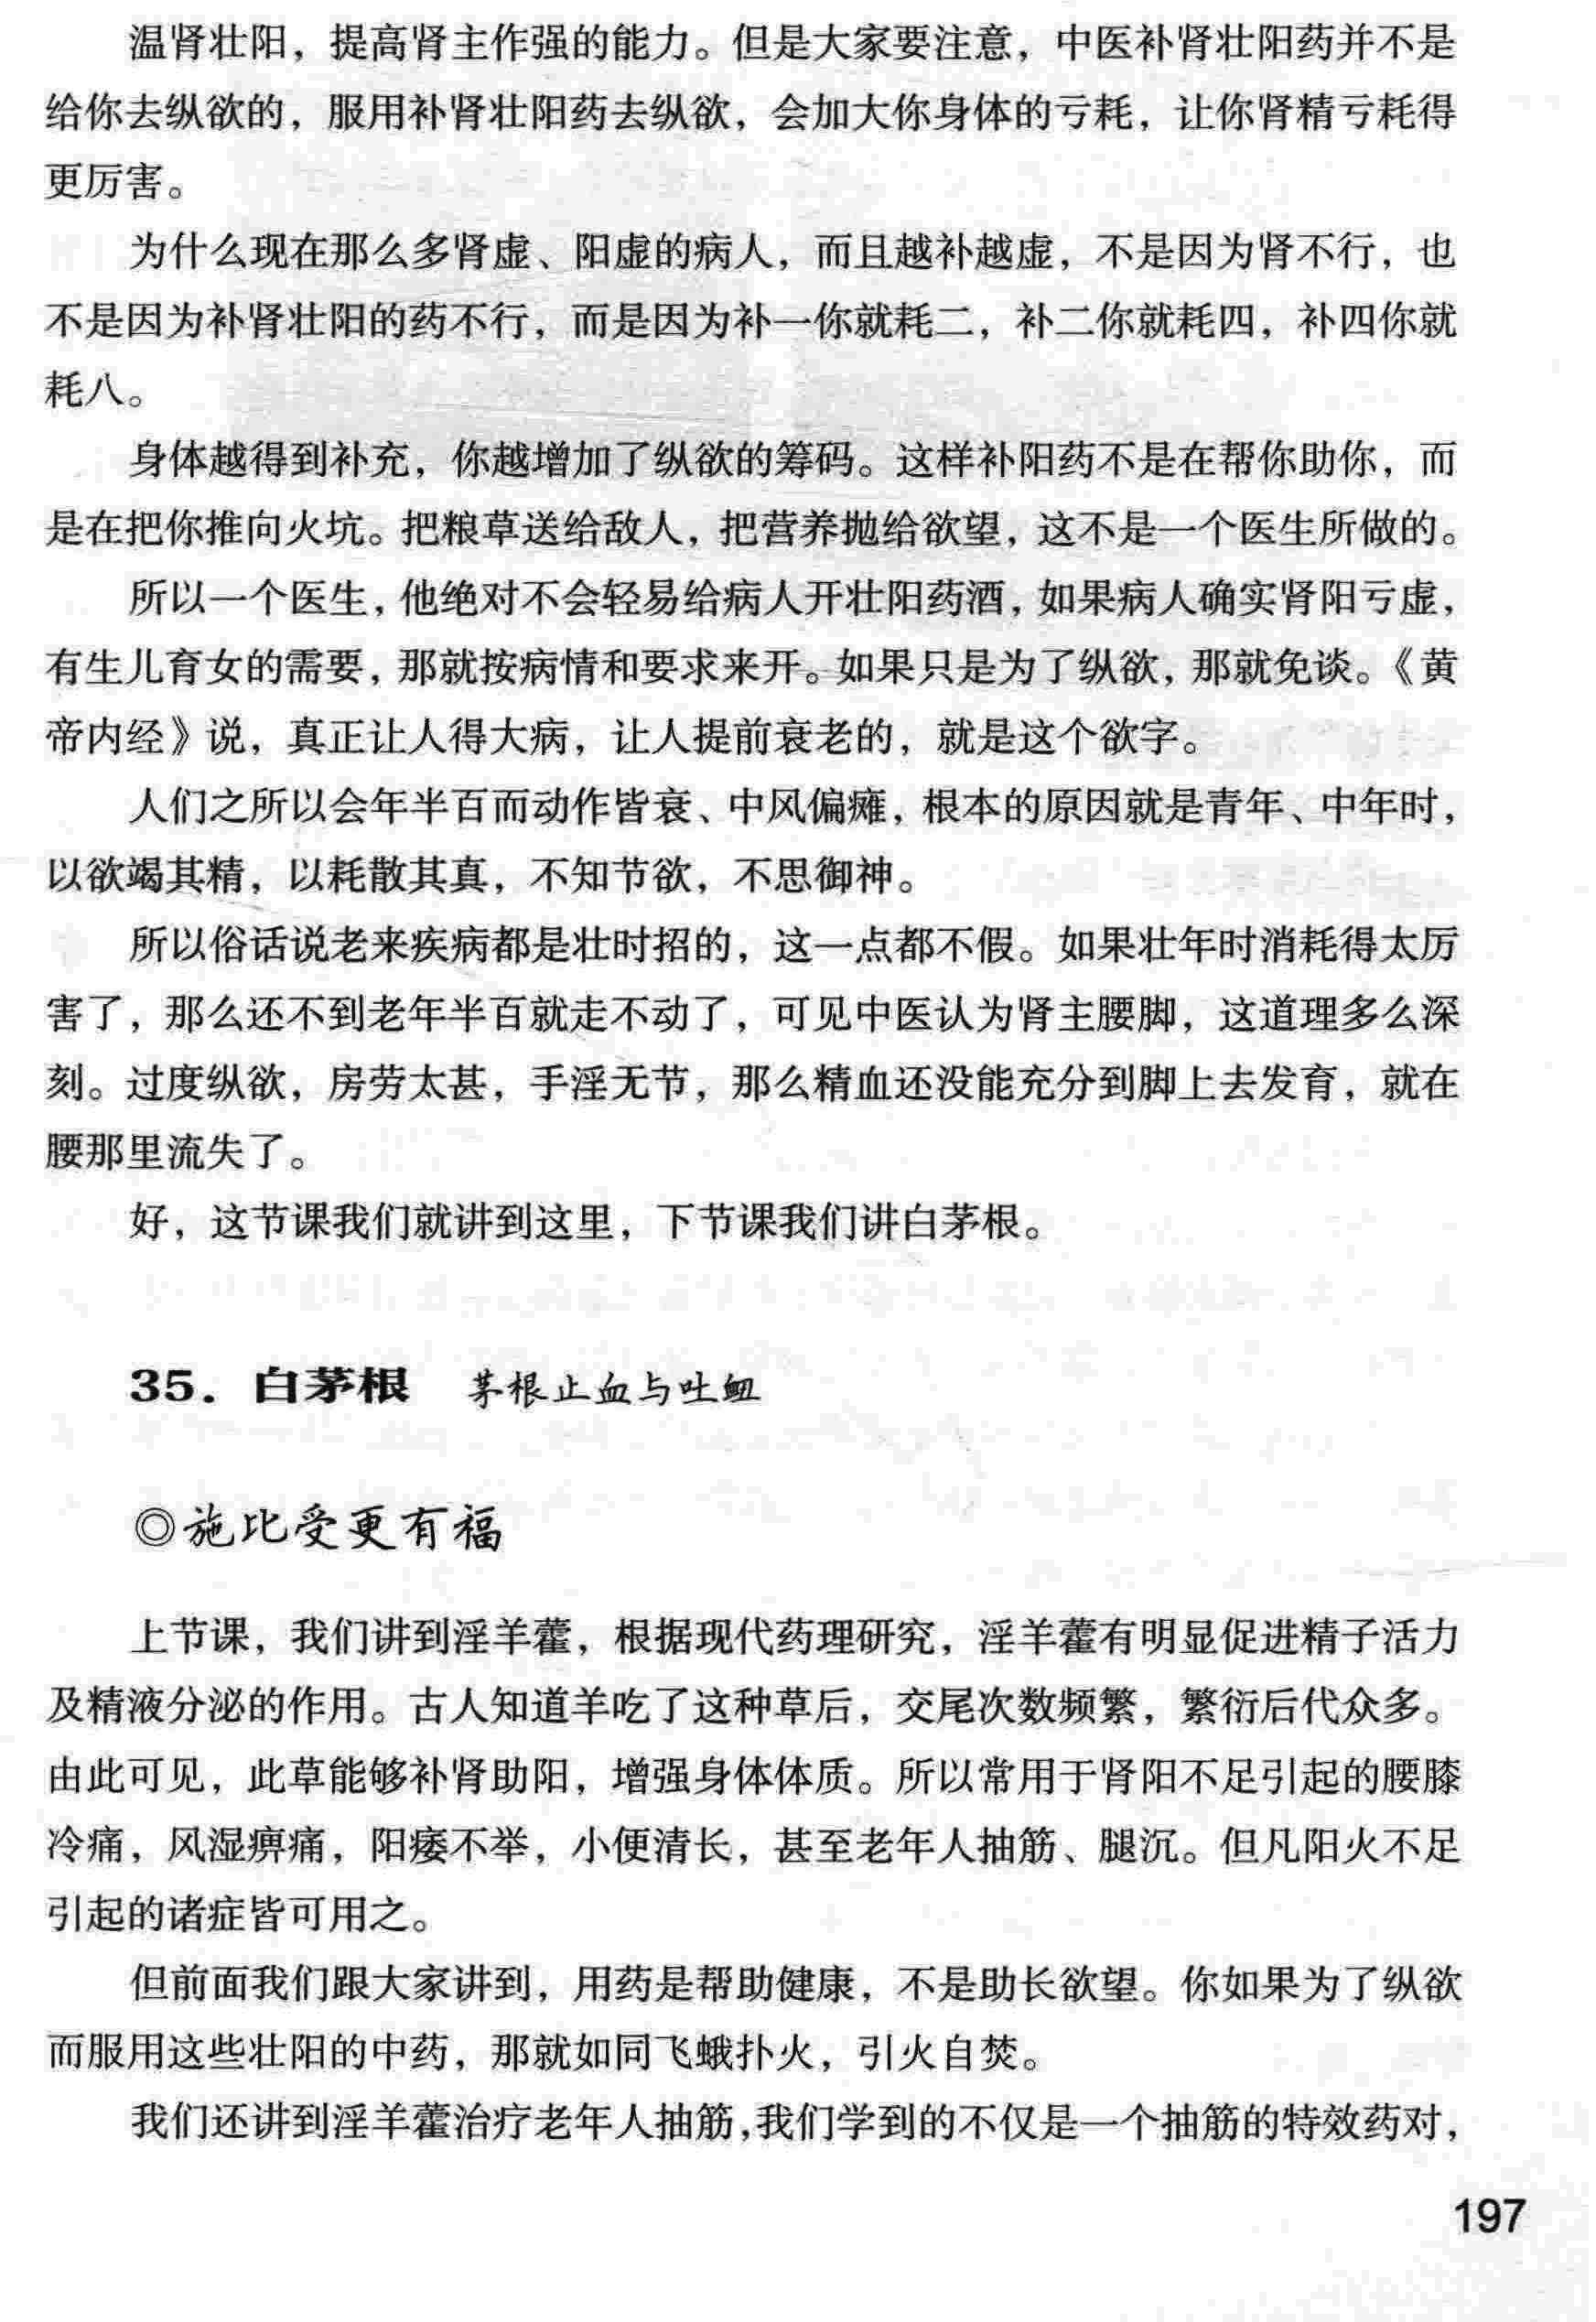 温肾壮阳，提高肾主作强的能力。但是大家要注意，中医补肾壮阳药并不是
给你去纵欲的，服用补肾壮阳药去纵欲，会加大你身体的亏耗，让你肾精亏耗得
更厉害。
为什么现在那么多肾虚、阳虚的病人，而且越补越虚，不是因为肾不行，也
不是因为补肾壮阳的药不行，而是因为补一你就耗二，补二你就耗四，补四你就
耗八。
身体越得到补充，你越增加了纵欲的筹码。这样补阳药不是在帮你助你，而
是在把你推向火坑。把粮草送给敌人，把营养抛给欲望，这不是一个医生所做的。
所以一个医生，他绝对不会轻易给病人开壮阳药酒，如果病人确实肾阳亏虚，
有生儿育女的需要，那就按病情和要求来开。如果只是为了纵欲，那就免谈。《黄
帝内经》说，真正让人得大病，让人提前衰老的，就是这个欲字。
人们之所以会年半百而动作皆衰、中风偏瘫，根本的原因就是青年、中年时，
以欲竭其精，以耗散其真，不知节欲，不思御神。
所以俗话说老来疾病都是壮时招的，这一点都不假。如果壮年时消耗得太厉
害了，那么还不到老年半百就走不动了，可见中医认为肾主腰脚，这道理多么深
刻。过度纵欲，房劳太甚，手淫无节，那么精血还没能充分到脚上去发育，就在
腰那里流失了。
好，这节课我们就讲到这里，下节课我们讲白茅根。
35．白茅根 茅根止血与吐衄
◎施比受更有福
上节课，我们讲到淫羊藿，根据现代药理研究，淫羊藿有明显促进精子活力
及精液分泌的作用。古人知道羊吃了这种草后，交尾次数频繁，繁衍后代众多。
由此可见，此草能够补肾助阳，增强身体体质。所以常用于肾阳不足引起的腰膝
冷痛，风湿痹痛，阳痿不举，小便清长，甚至老年人抽筋、腿沉。但凡阳火不足
引起的诸症皆可用之。
但前面我们跟大家讲到，用药是帮助健康，不是助长欲望。你如果为了纵欲
而服用这些壮阳的中药，那就如同飞蛾扑火，引火自焚。
我们还讲到淫羊藿治疗老年人抽筋，我们学到的不仅是一个抽筋的特效药对，
197